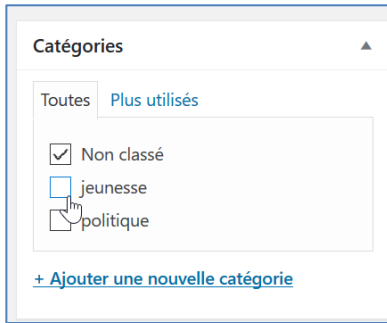 Catégories
Toutes Plus utilisés
Non classé
jeunesse
politique
+ Ajouter une nouvelle catégorie